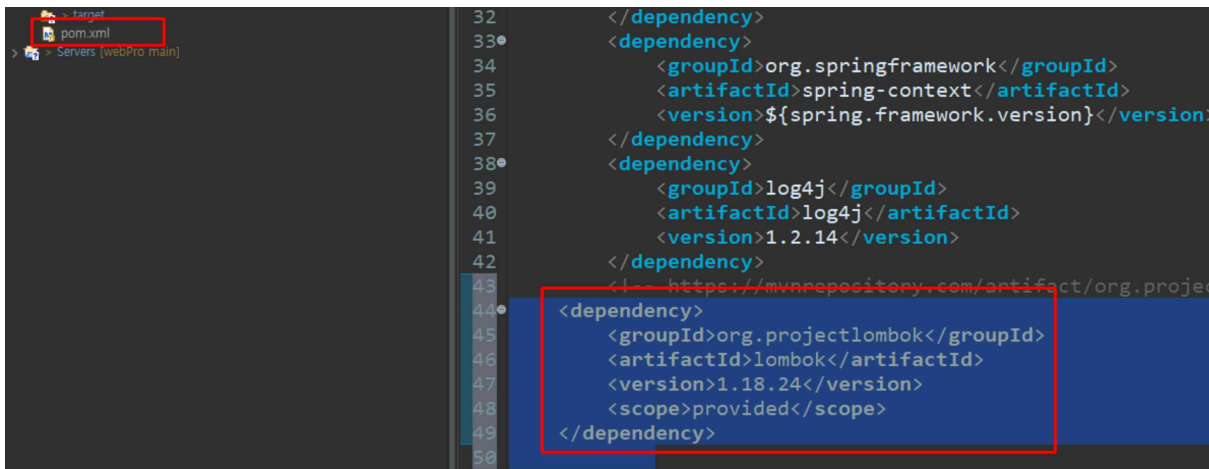 > target
pom.xml
> Servers [webPro main]
32 </dependency>
33 <dependency>
34 <groupId>org.springframework</groupId>
35 <artifactId>spring-context</artifactId>
36 <version>${spring.framework.version}</version>
37 </dependency>
38 <dependency>
39 <groupId>log4j</groupId>
40 <artifactId>log4j</artifactId>
41 <version>1.2.14</version>
42 </dependency>
43 <!-- https://mvnrepository.com/artifact/org.projec
44 <dependency>
45 <groupId>org.projectlombok</groupId>
46 <artifactId>lombok</artifactId>
47 <version>1.18.24</version>
48 <scope>provided</scope>
49 </dependency>
50